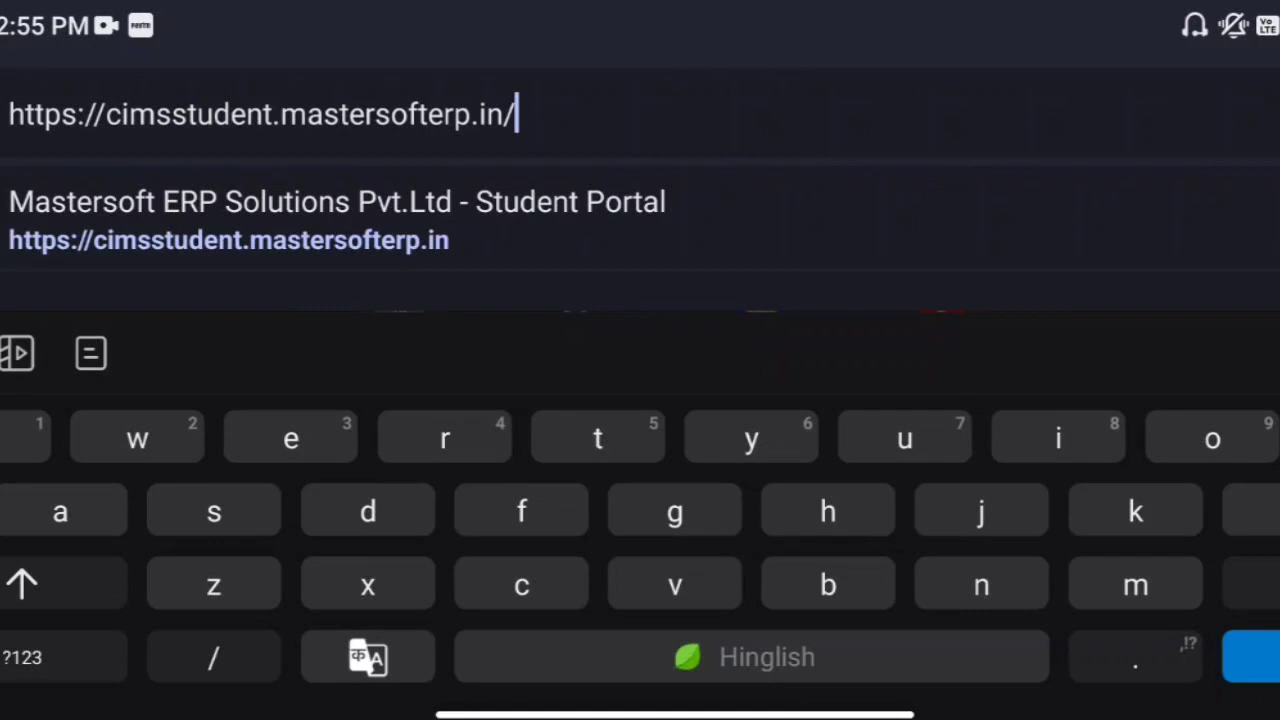 2:55 PM
https://cimsstudent.mastersofterp.in/
Mastersoft ERP Solutions Pvt.Ltd - Student Portal
https://cimsstudent.mastersofterp.in
1 w 2 e 3 r 4 t 5 y 6 u 7 i 8 o 9
a s d f g h j k
z x c v b n m
?123 / क A Hinglish . ,!?